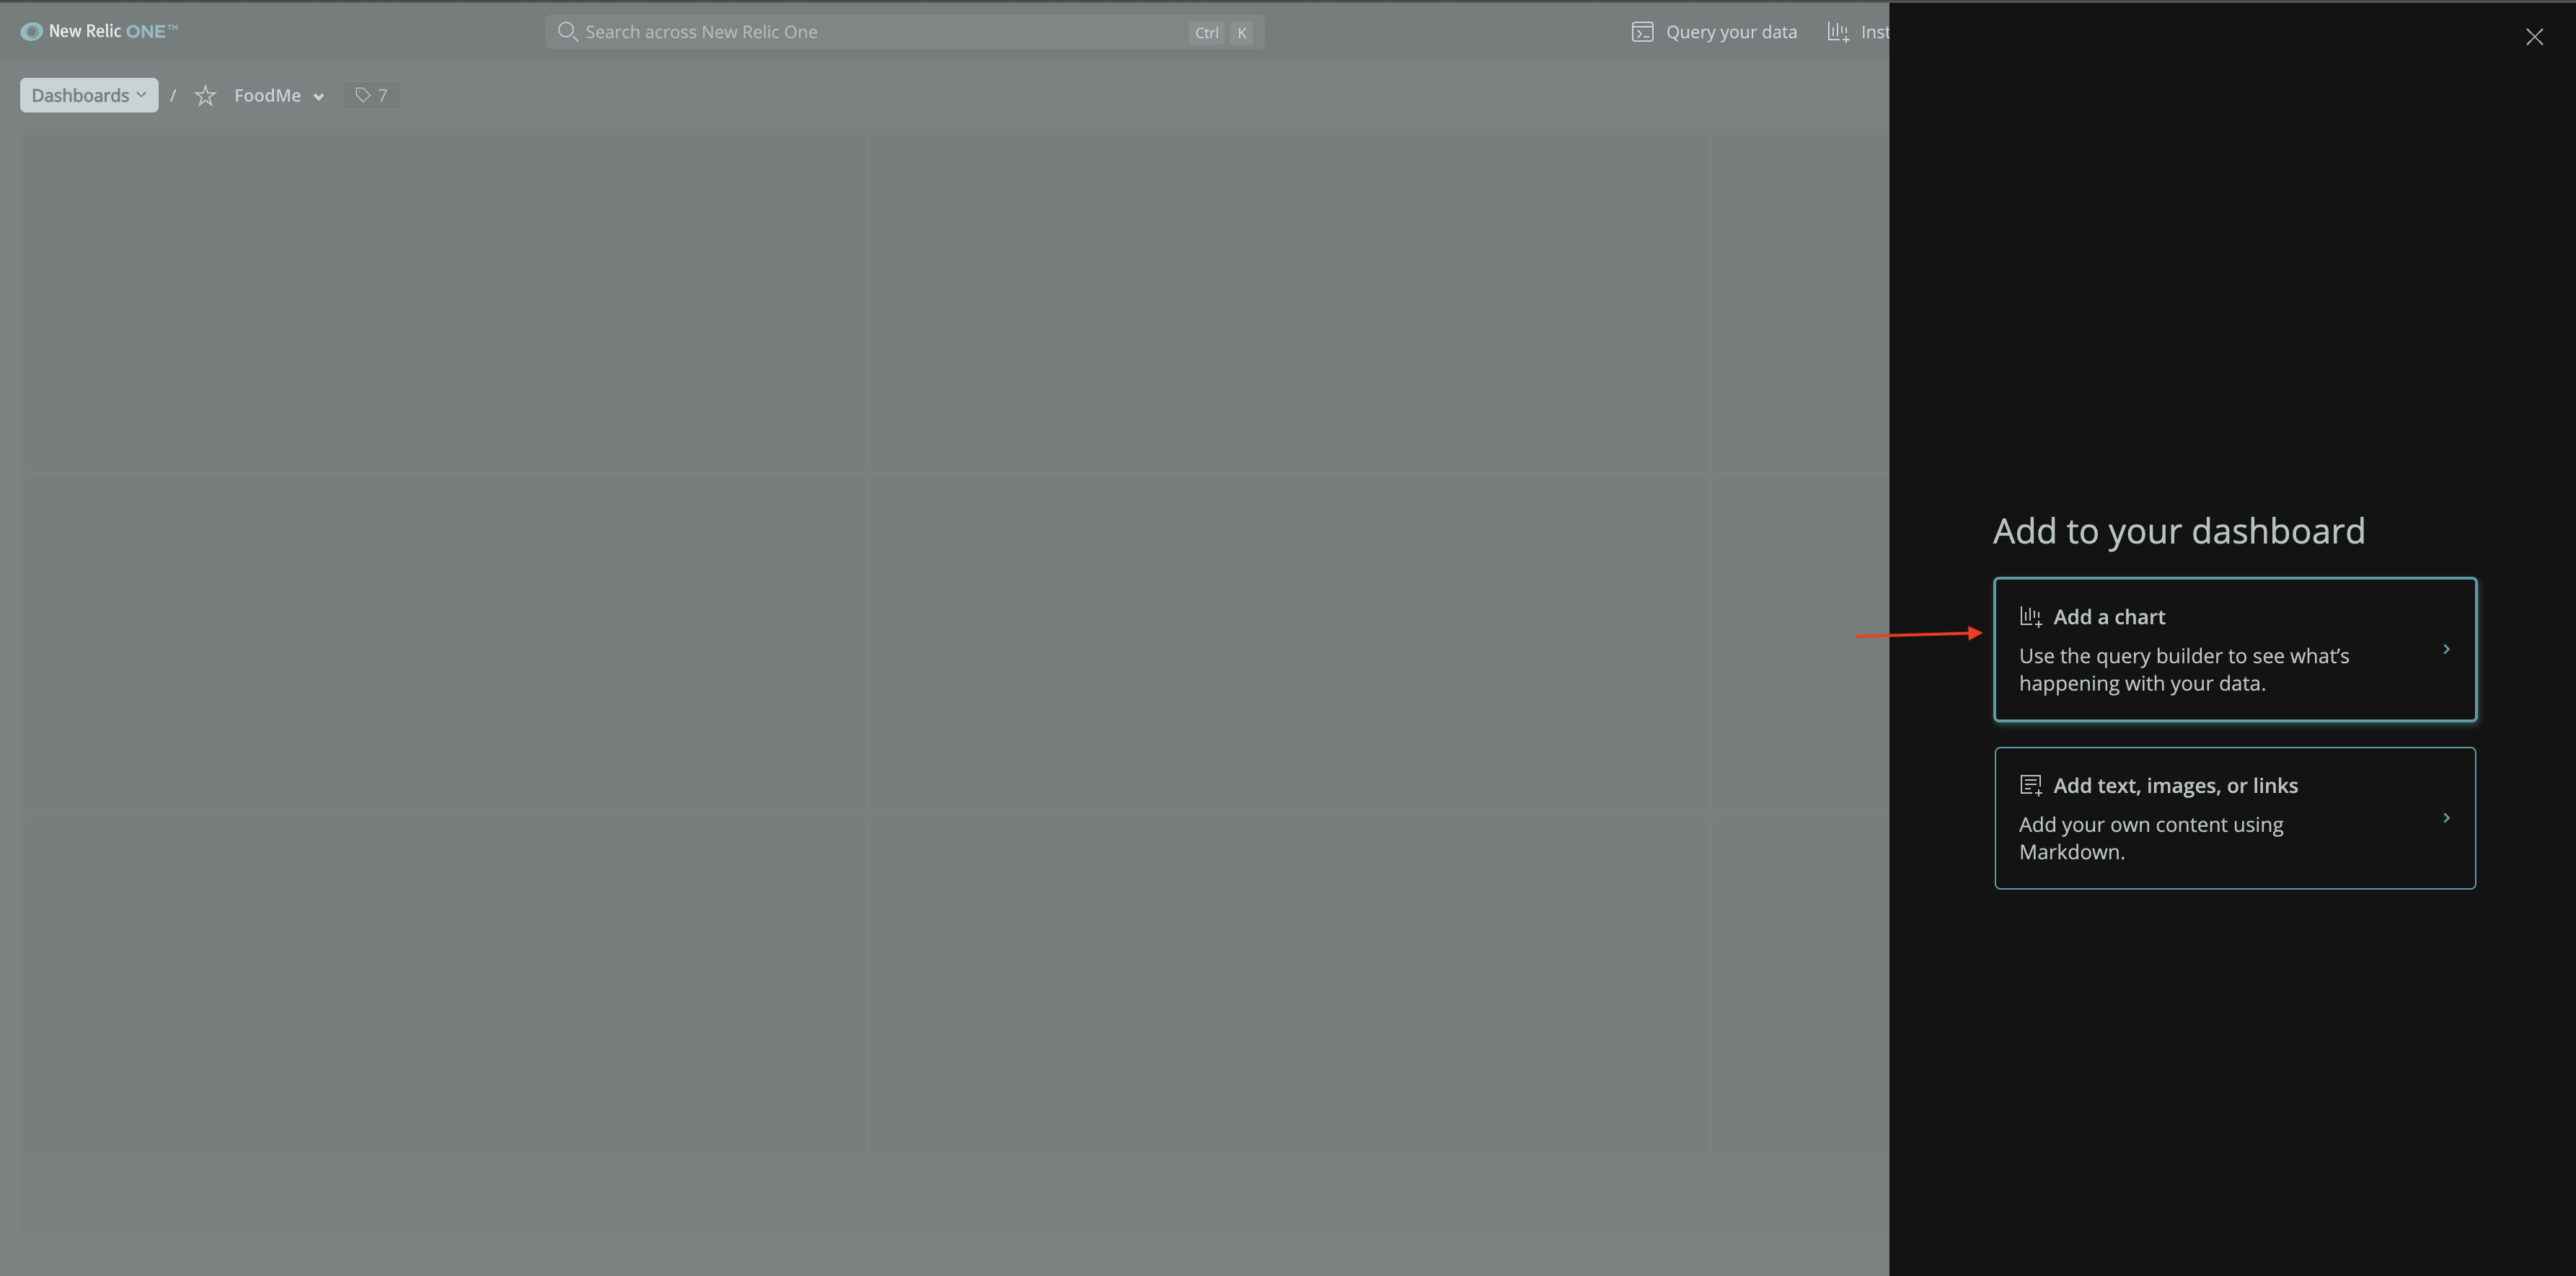 New Relic ONE™
Search across New Relic One
Ctrl K
Query your data
Inst
Dashboards / FoodMe 7
Add to your dashboard
Add a chart
Use the query builder to see what’s
happening with your data.
Add text, images, or links
Add your own content using
Markdown.